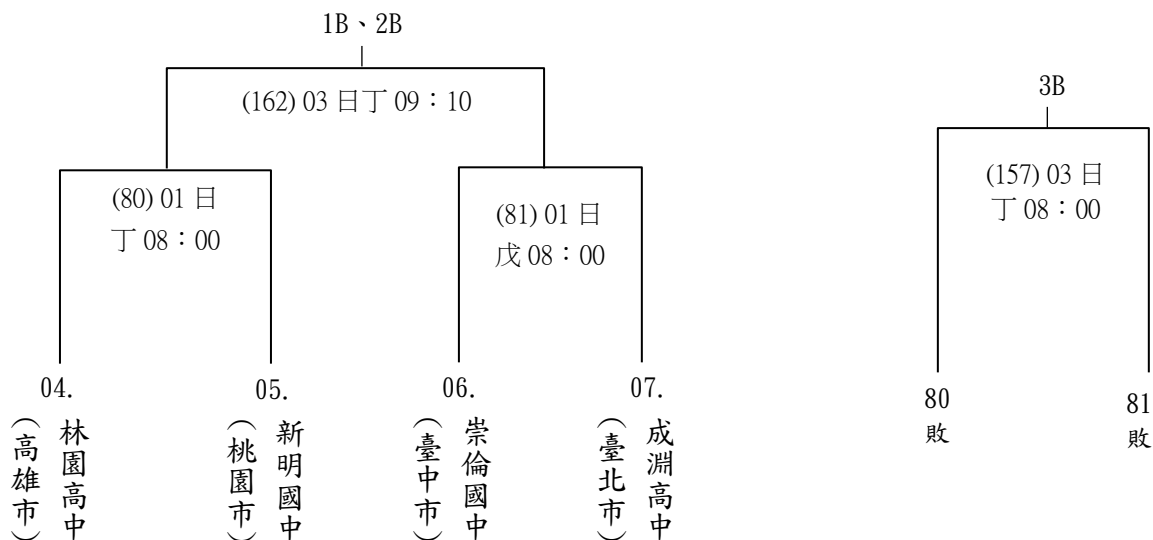 1B、2B
(162) 03 日丁 09：10
(80) 01 日
丁 08：00
(81) 01 日
戊 08：00
04.
林園高中
（高雄市）
05.
新明國中
（桃園市）
06.
崇倫國中
（臺中市）
07.
成淵高中
（臺北市）
3B
(157) 03 日
丁 08：00
80
敗
81
敗